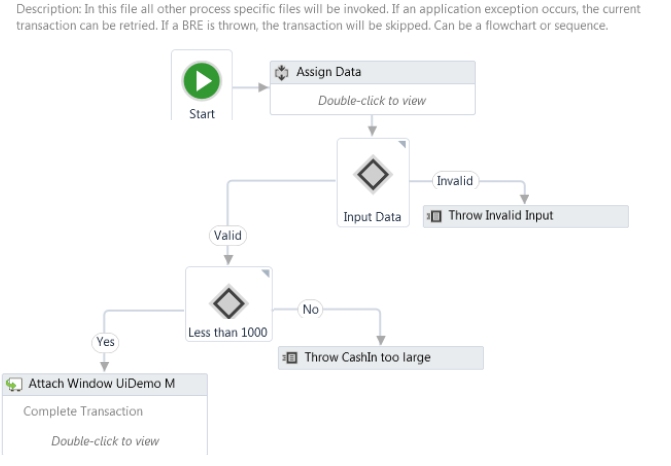 Description: In this file all other process specific files will be invoked. If an application exception occurs, the current
transaction can be retried. If a BRE is thrown, the transaction will be skipped. Can be a flowchart or sequence.
Start
Assign Data
Double-click to view
Input Data
Invalid
Throw Invalid Input
Valid
Less than 1000
No
Throw CashIn too large
Yes
Attach Window UiDemo M
Complete Transaction
Double-click to view